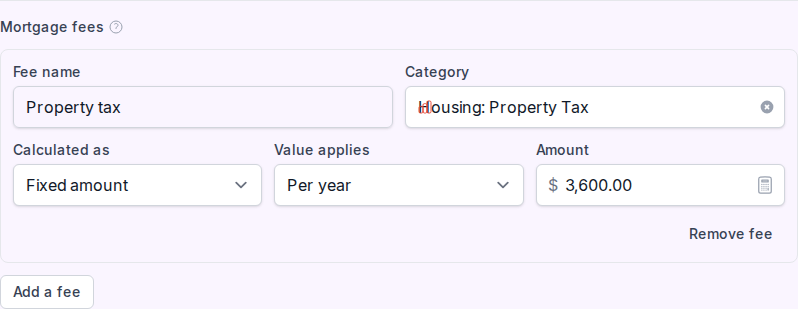 Mortgage fees ?
Fee name
Category
Property tax
Housing: Property Tax
Calculated as
Value applies
Amount
Fixed amount
Per year
$ 3,600.00
Remove fee
Add a fee